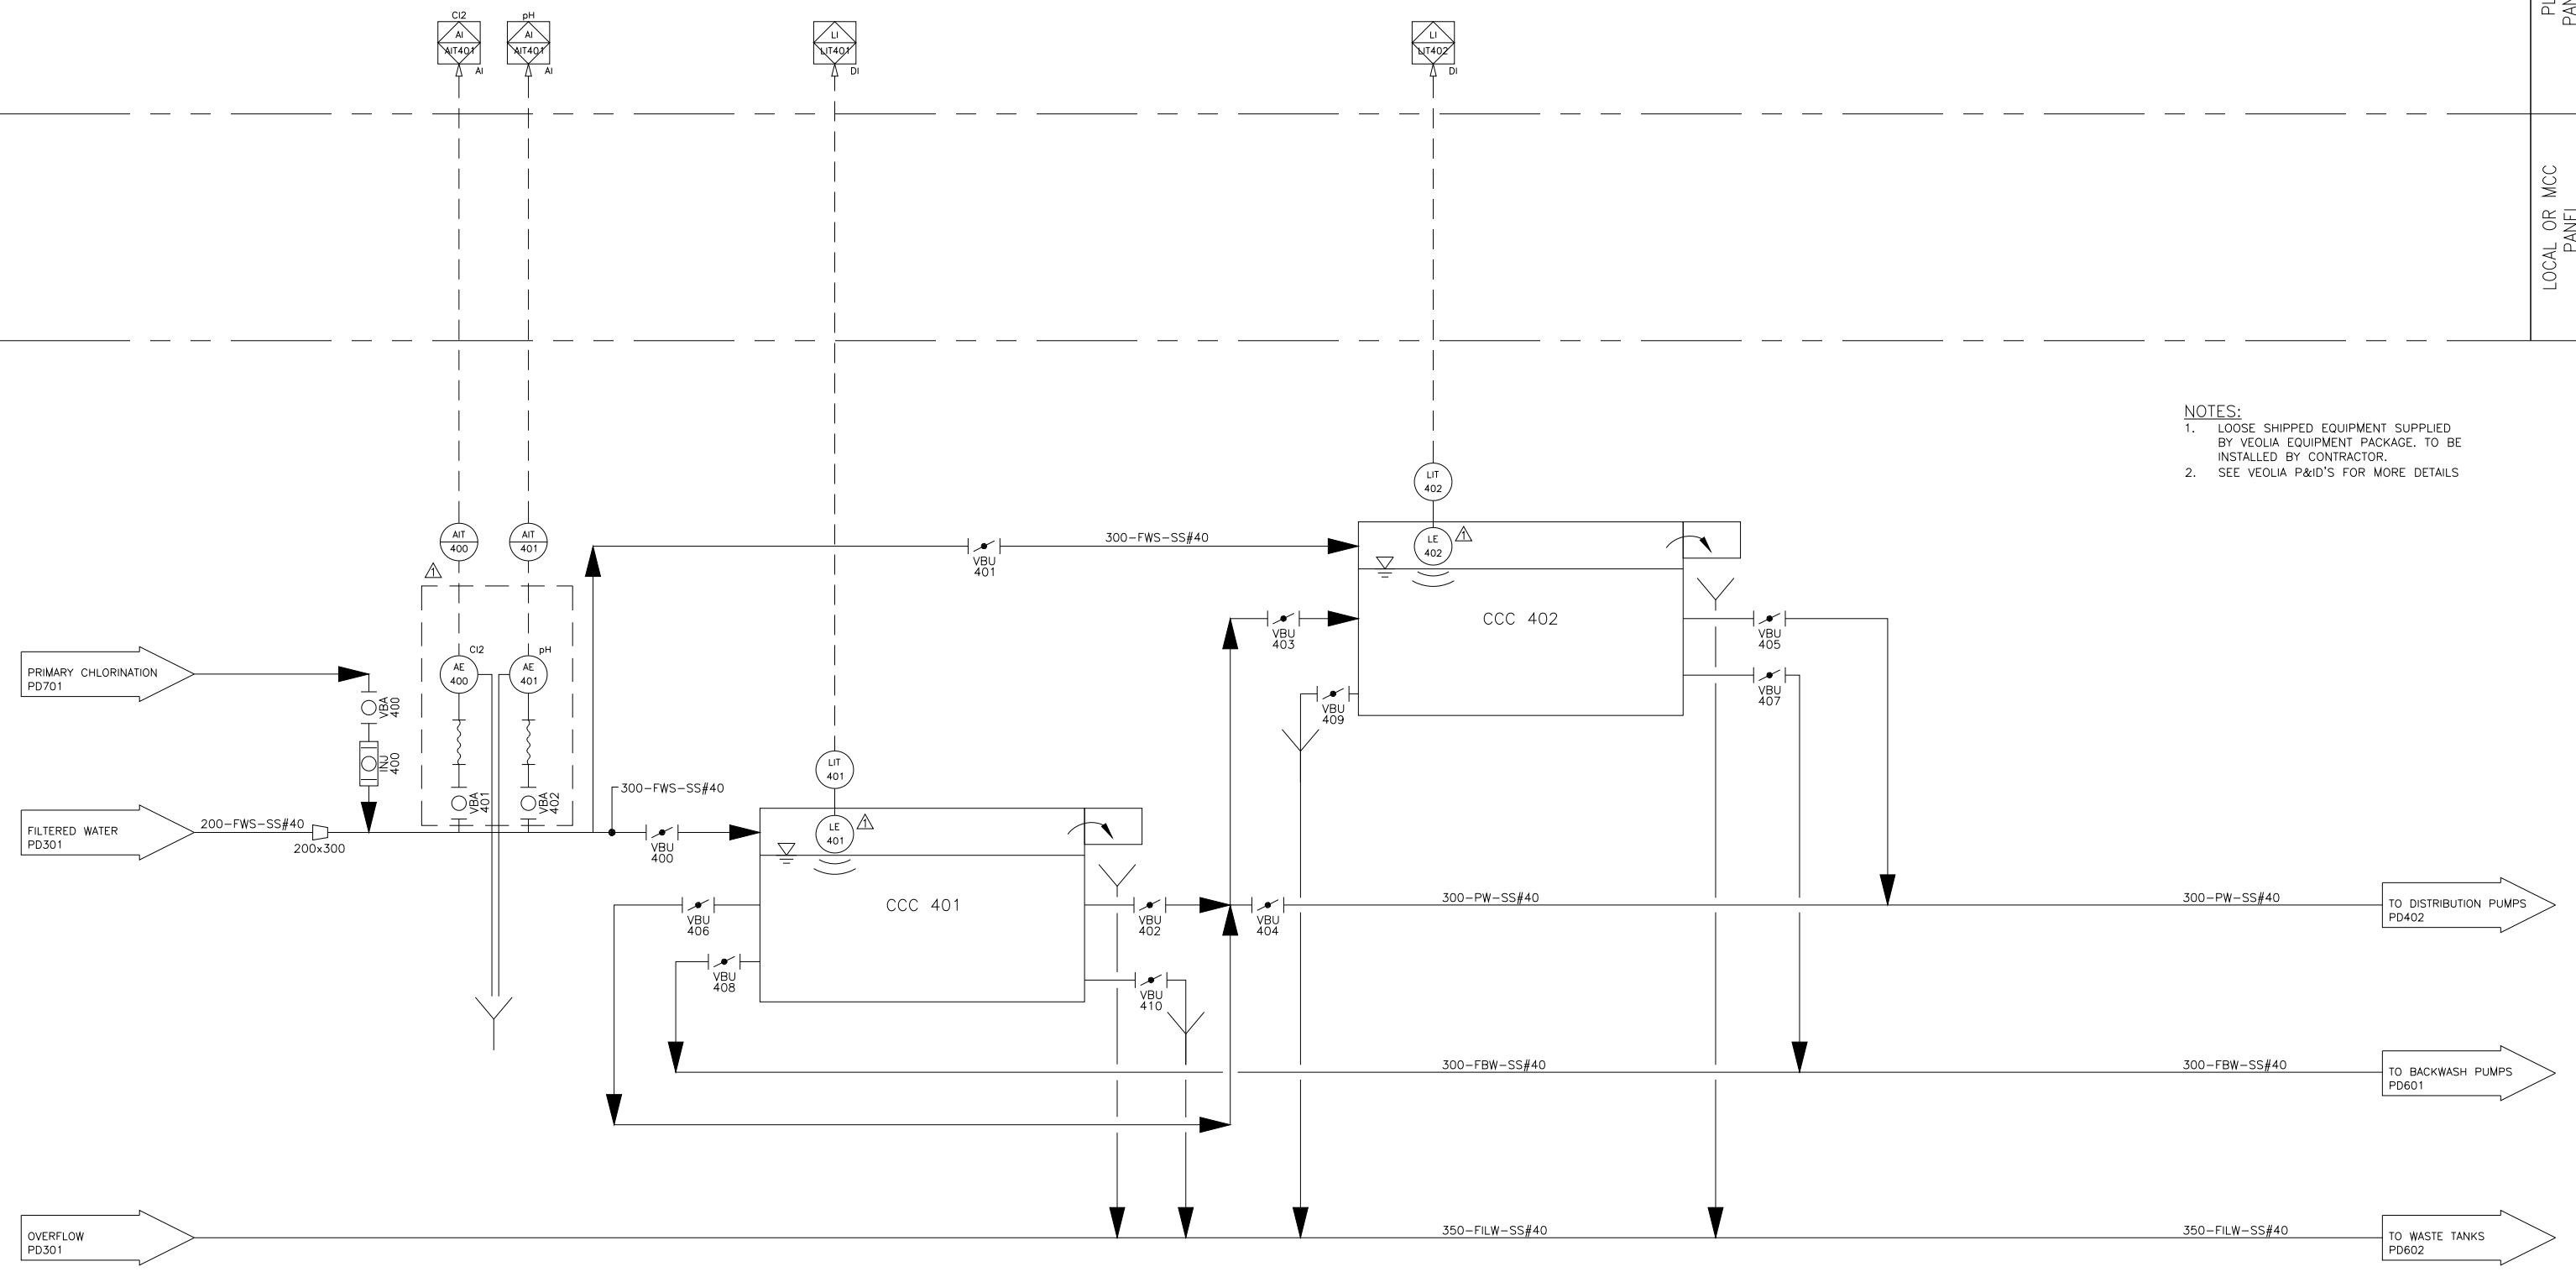 Cl2
AI
AIT401
AI
pH
AI
AIT401
AI
LI
LIT401
DI
LI
LIT402
DI
LOCAL OR MCC
PANEL
NOTES:
1. LOOSE SHIPPED EQUIPMENT SUPPLIED
BY VEOLIA EQUIPMENT PACKAGE. TO BE
INSTALLED BY CONTRACTOR.
2. SEE VEOLIA P&ID'S FOR MORE DETAILS
LIT
402
AIT
400
AIT
401
1
300-FWS-SS#40
VBU
401
LE
402
1
CCC 402
VBU
403
VBU
405
VBU
407
VBU
409
PRIMARY CHLORINATION
PD701
VBA
400
INJ
400
AE
400
Cl2
AE
401
pH
VBA
401
VBA
402
LIT
401
300-FWS-SS#40
FILTERED WATER
PD301
200-FWS-SS#40
200x300
VBU
400
LE
401
1
CCC 401
VBU
406
VBU
408
VBU
402
VBU
404
VBU
410
300-PW-SS#40
300-PW-SS#40
TO DISTRIBUTION PUMPS
PD402
300-FBW-SS#40
300-FBW-SS#40
TO BACKWASH PUMPS
PD601
OVERFLOW
PD301
350-FILW-SS#40
350-FILW-SS#40
TO WASTE TANKS
PD602